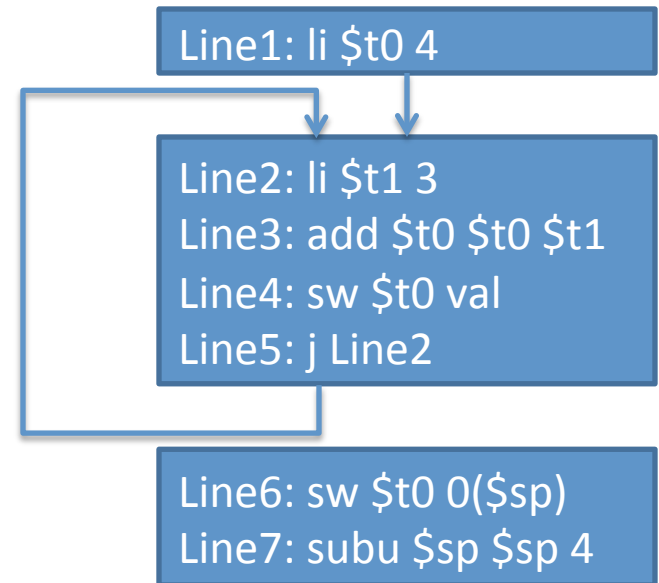 Line1: li $t0 4
Line2: li $t1 3
Line3: add $t0 $t0 $t1
Line4: sw $t0 val
Line5: j Line2
Line6: sw $t0 0($sp)
Line7: subu $sp $sp 4